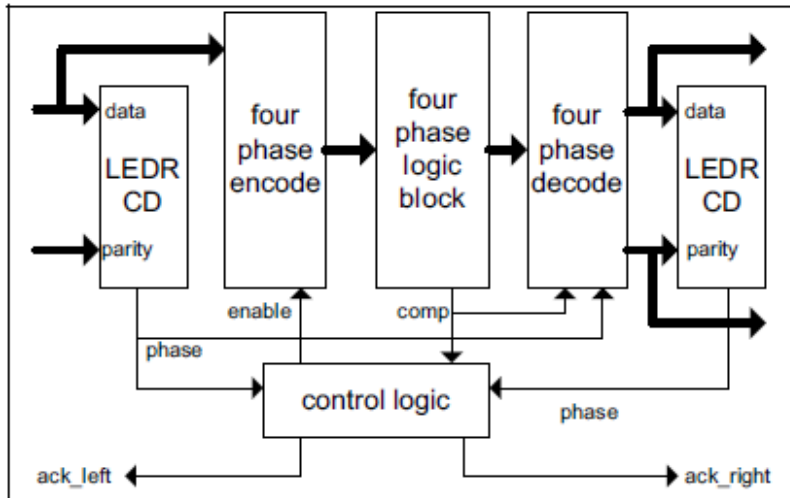 data
LEDR
CD
parity
four
phase
encode
four
phase
logic
block
four
phase
decode
data
LEDR
CD
parity
enable
comp
phase
control logic
phase
ack_left
ack_right